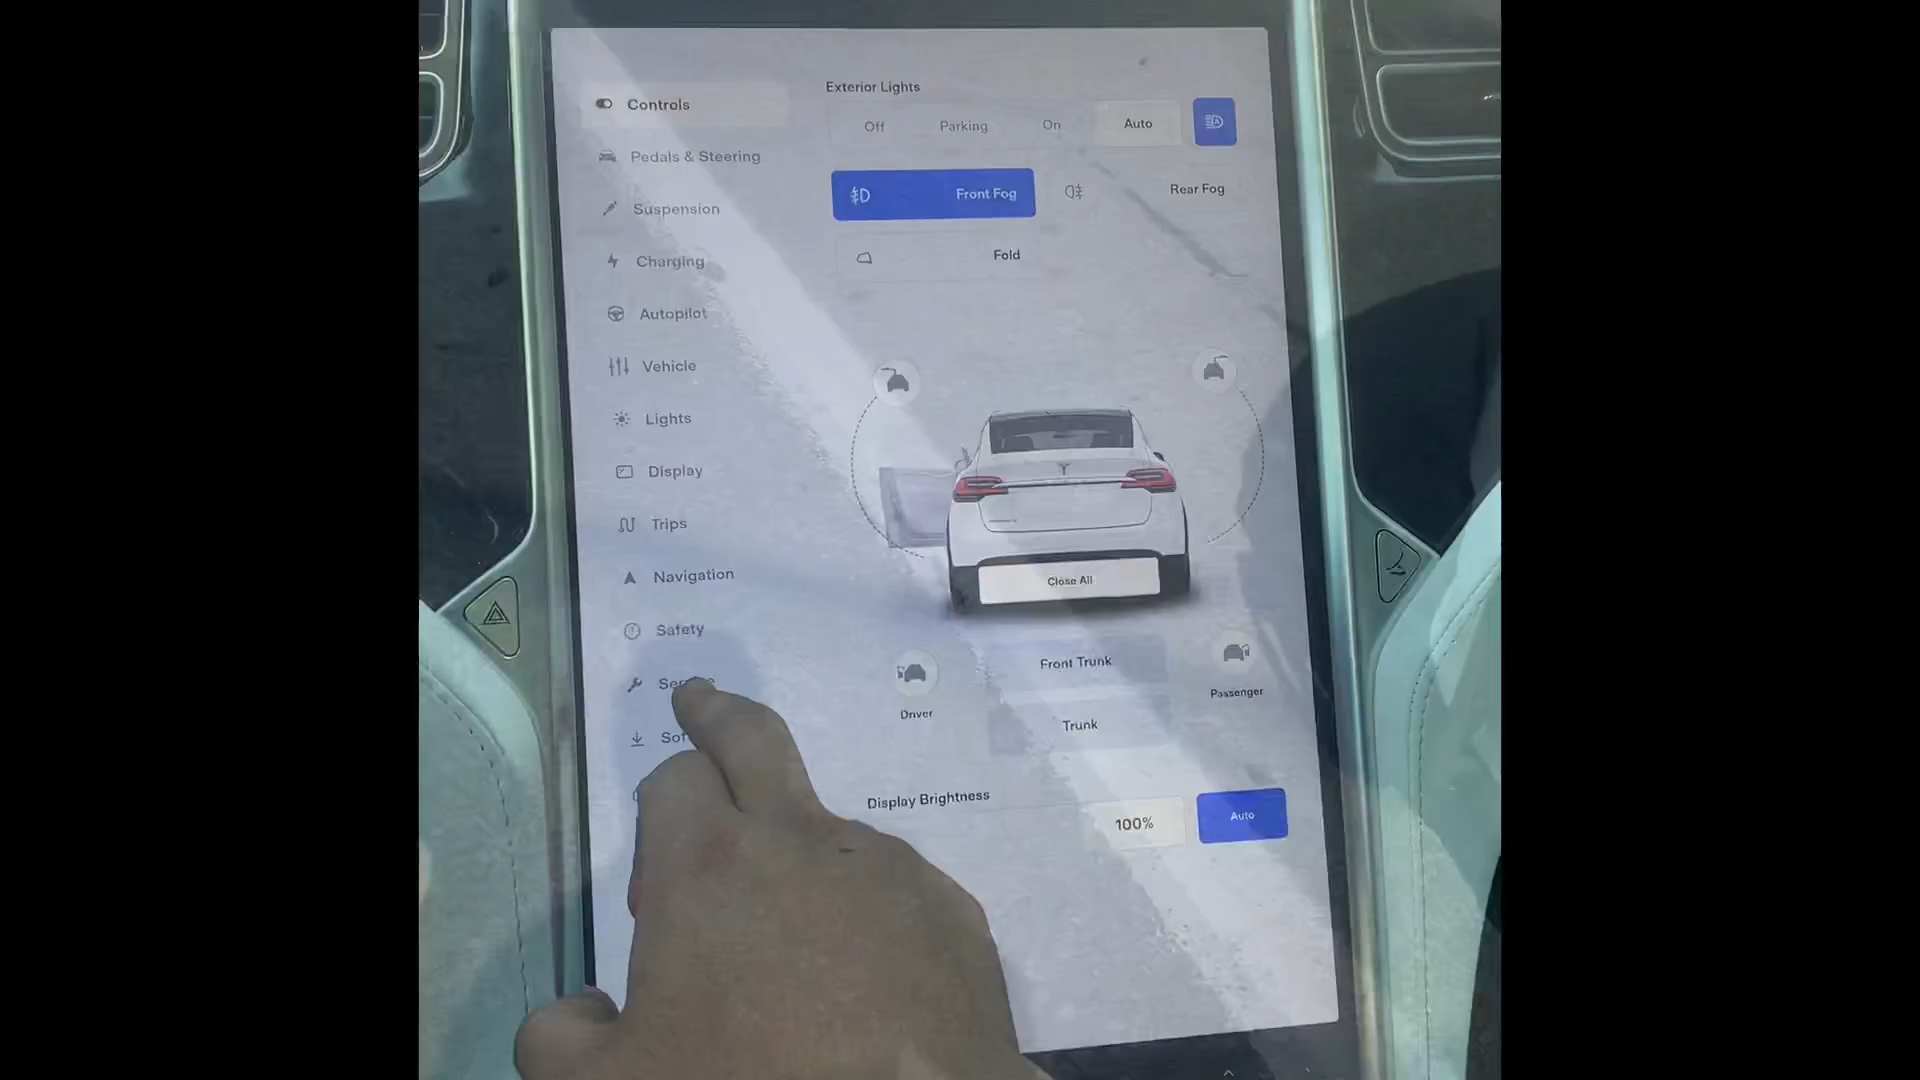 Controls
Pedals & Steering
Suspension
Charging
Autopilot
Vehicle
Lights
Display
Trips
Navigation
Safety
Exterior Lights
Off Parking On Auto
Front Fog Rear Fog
Fold
Close All
Driver
Front Trunk
Trunk
Passenger
Display Brightness
100% Auto